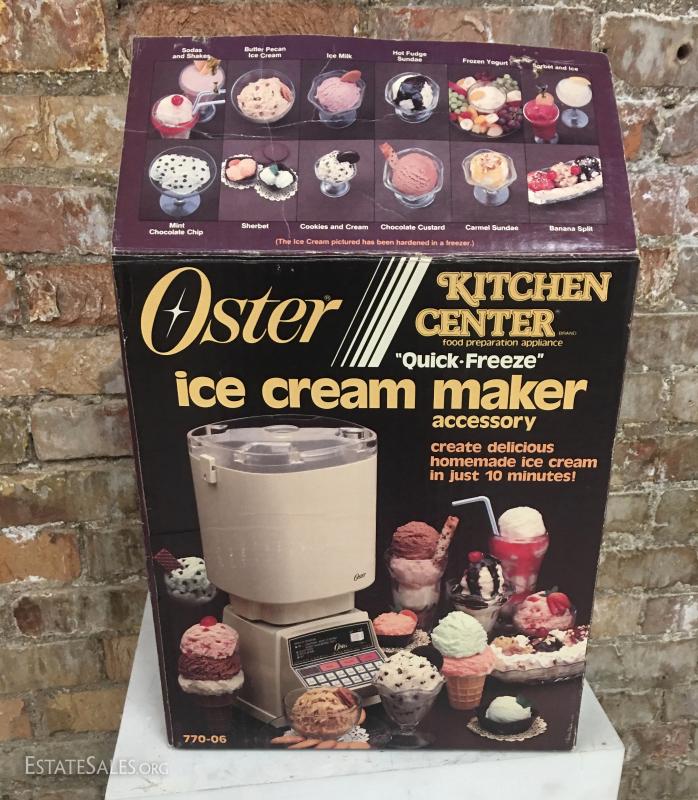 Sodas and Shakes
Butter Pecan Ice Cream
Ice Milk
Hot Fudge Sundae
Frozen Yogurt
Sorbet and Ice
Mint Chocolate Chip
Sherbet
Cookies and Cream
Chocolate Custard
Carmel Sundae
Banana Split
(The Ice Cream pictured has been hardened in a freezer.)
Oster®
KITCHEN
CENTER BRAND
food preparation appliance
"Quick-Freeze"
ice cream maker
accessory
create delicious
homemade ice cream
in just 10 minutes!
Oster
Oster
770-06
ESTATESALES.ORG